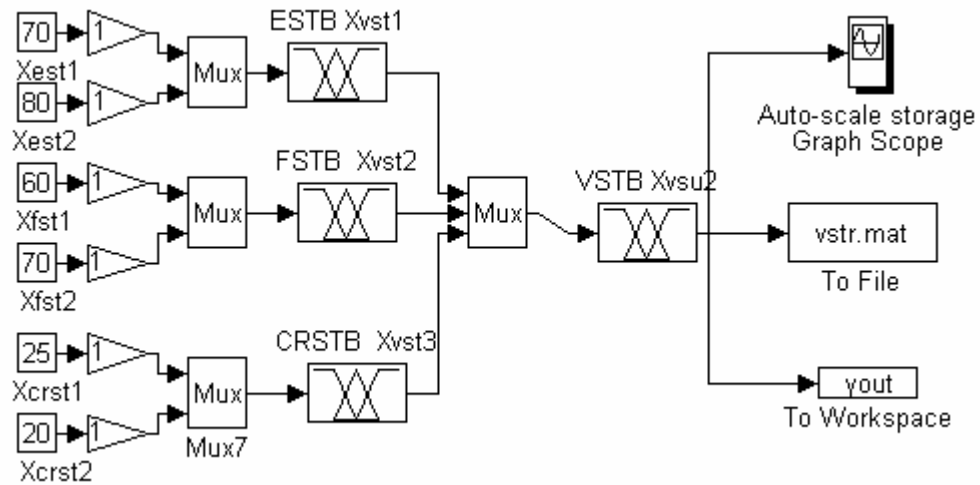 70
1
Xest1
80
1
Xest2
Mux
ESTB Xvst1
60
1
Xfst1
70
Xfst2
Mux
FSTB Xvst2
25
1
Xcrst1
20
1
Xcrst2
Mux
Mux7
CRSTB Xvst3
Mux
VSTB Xvsu2
Auto-scale storage
Graph Scope
vstr.mat
To File
yout
To Workspace